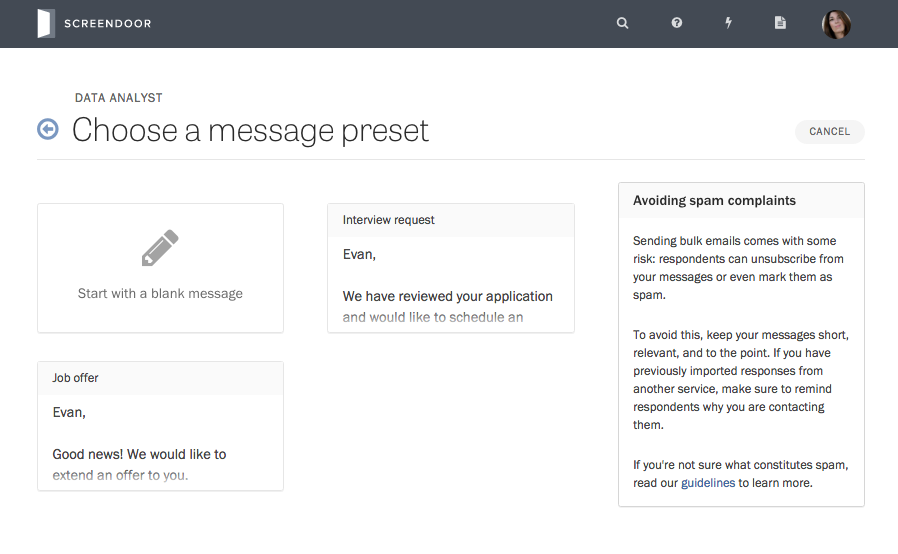 SCREENDOOR
DATA ANALYST
Choose a message preset
CANCEL
Start with a blank message
Interview request
Evan,
We have reviewed your application
and would like to schedule an
Job offer
Evan,
Good news! We would like to
extend an offer to you.
Avoiding spam complaints
Sending bulk emails comes with some
risk: respondents can unsubscribe from
your messages or even mark them as
spam.
To avoid this, keep your messages short,
relevant, and to the point. If you have
previously imported responses from
another service, make sure to remind
respondents why you are contacting
them.
If you're not sure what constitutes spam,
read our guidelines to learn more.